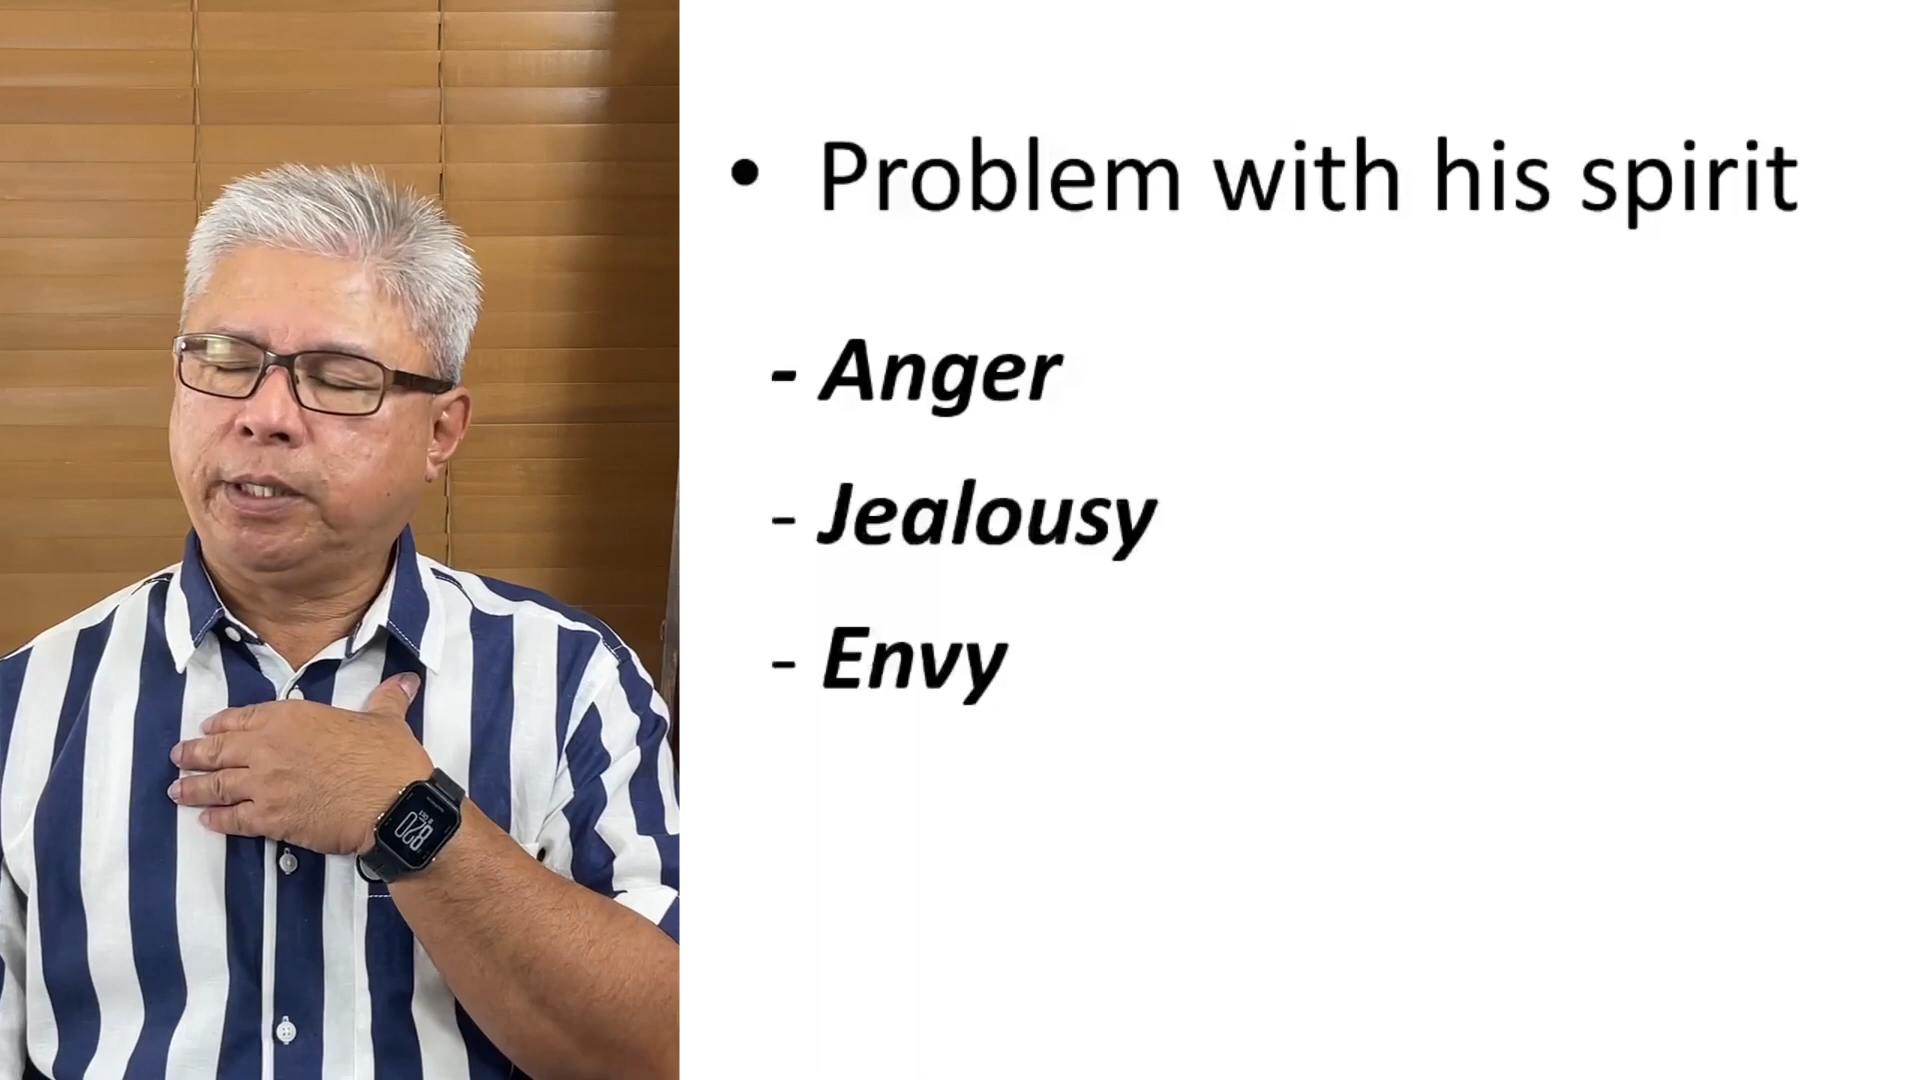 • Problem with his spirit
- Anger
- Jealousy
- Envy